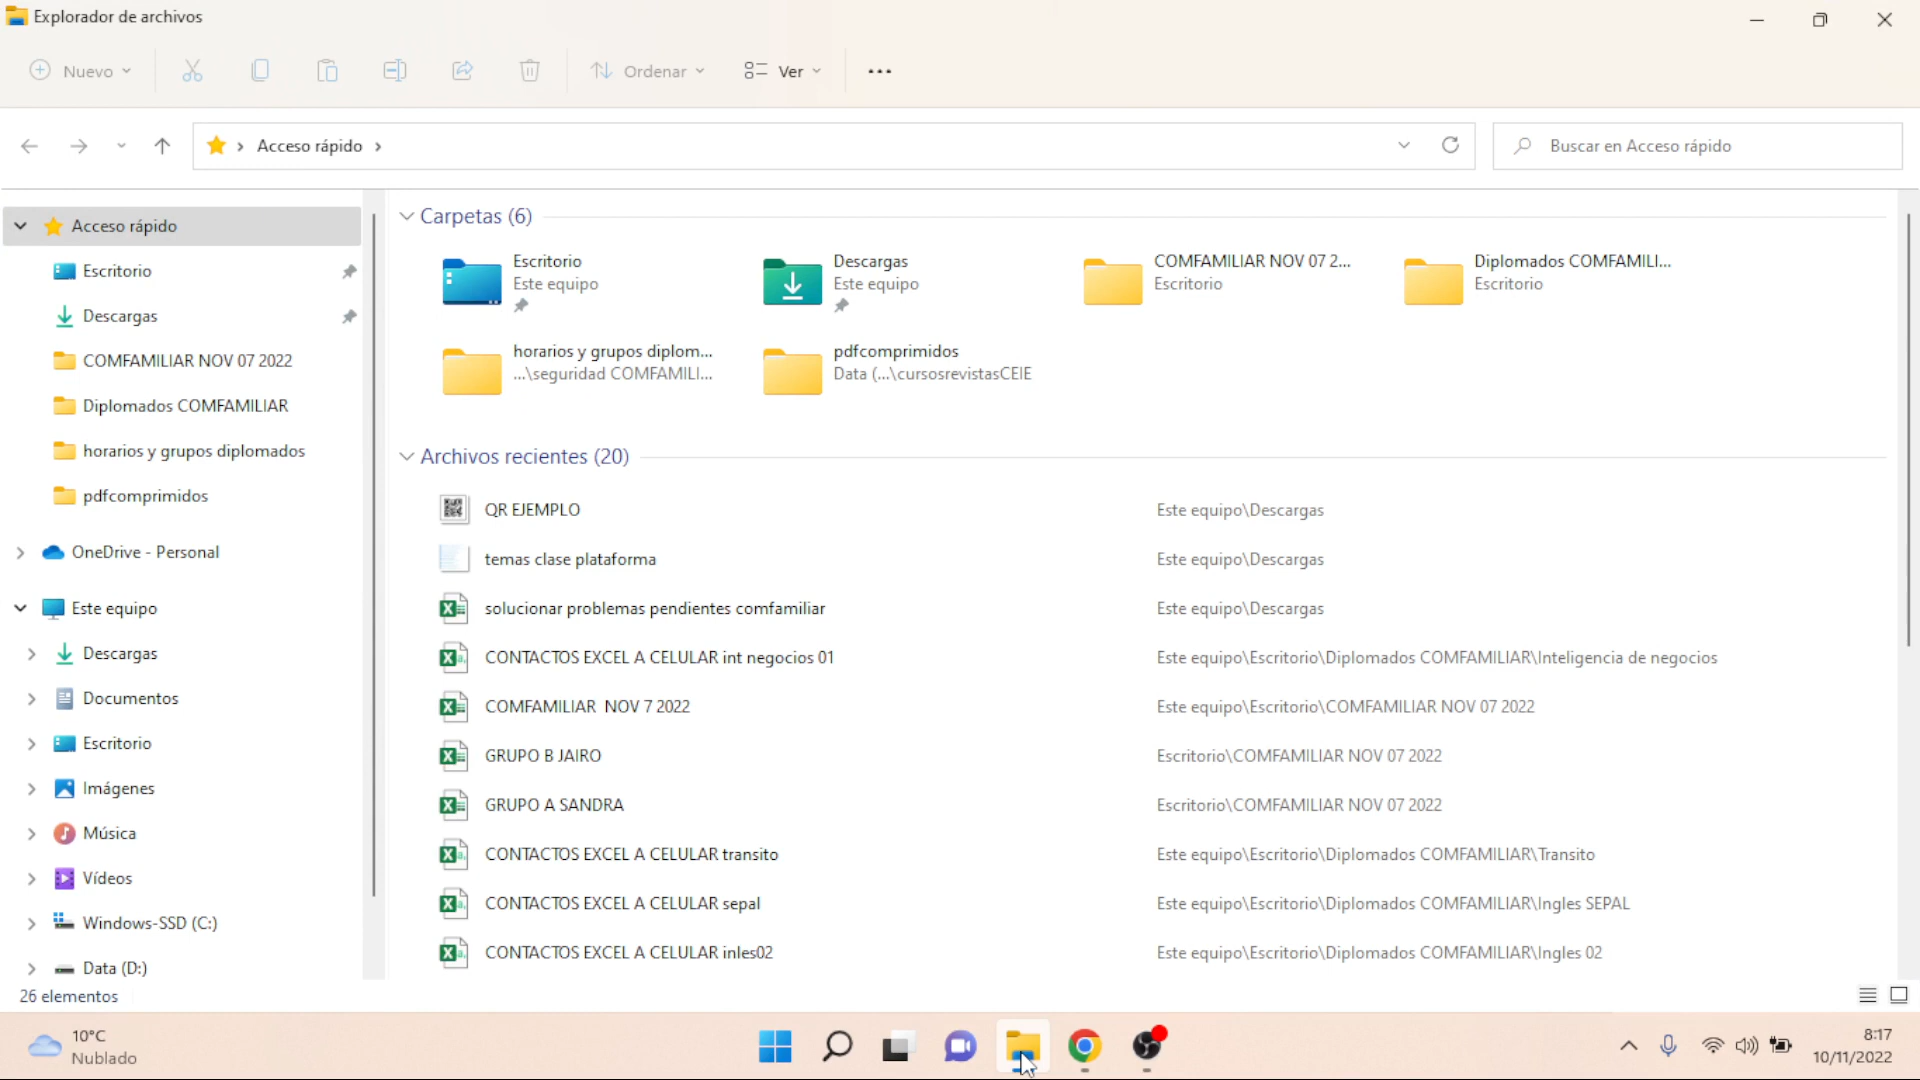 Explorador de archivos
Nuevo
Ordenar
Ver
Acceso rápido
Buscar en Acceso rápido
Acceso rápido
Escritorio
Descargas
COMFAMILIAR NOV 07 2022
Diplomados COMFAMILIAR
horarios y grupos diplomados
pdfcomprimidos
OneDrive - Personal
Este equipo
Descargas
Documentos
Escritorio
Imágenes
Música
Vídeos
Windows-SSD (C:)
Data (D:)
Carpetas (6)
Escritorio
Este equipo
Descargas
Este equipo
COMFAMILIAR NOV 07 2...
Escritorio
Diplomados COMFAMILI...
Escritorio
horarios y grupos diplom...
...\seguridad COMFAMILI...
pdfcomprimidos
Data (...\cursosrevistasCEIE
Archivos recientes (20)
QR EJEMPLO Este equipo\Descargas
temas clase plataforma Este equipo\Descargas
solucionar problemas pendientes comfamiliar Este equipo\Descargas
CONTACTOS EXCEL A CELULAR int negocios 01 Este equipo\Escritorio\Diplomados COMFAMILIAR\Inteligencia de negocios
COMFAMILIAR  NOV 7 2022 Este equipo\Escritorio\COMFAMILIAR NOV 07 2022
GRUPO B JAIRO Escritorio\COMFAMILIAR NOV 07 2022
GRUPO A SANDRA Escritorio\COMFAMILIAR NOV 07 2022
CONTACTOS EXCEL A CELULAR transito Este equipo\Escritorio\Diplomados COMFAMILIAR\Transito
CONTACTOS EXCEL A CELULAR sepal Este equipo\Escritorio\Diplomados COMFAMILIAR\Ingles SEPAL
CONTACTOS EXCEL A CELULAR inles02 Este equipo\Escritorio\Diplomados COMFAMILIAR\Ingles 02
26 elementos
10°C
Nublado
8:17
10/11/2022